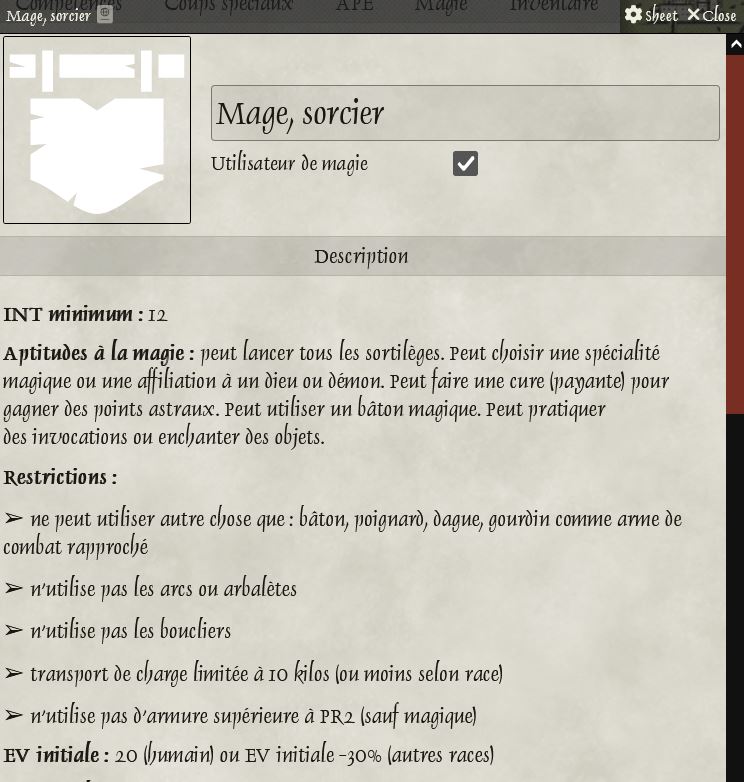 Compétences Coups spéciaux APE Magie Inventaire
Mage, sorcier Sheet Close
Mage, sorcier
Utilisateur de magie
Description
INT minimum : 12
Aptitudes à la magie : peut lancer tous les sortilèges. Peut choisir une spécialité
magique ou une affiliation à un dieu ou démon. Peut faire une cure (payante) pour
gagner des points astraux. Peut utiliser un bâton magique. Peut pratiquer
des invocations ou enchanter des objets.
Restrictions :
➢ ne peut utiliser autre chose que : bâton, poignard, dague, gourdin comme arme de
combat rapproché
➢ n'utilise pas les arcs ou arbalètes
➢ n'utilise pas les boucliers
➢ transport de charge limitée à 10 kilos (ou moins selon race)
➢ n'utilise pas d'armure supérieure à PR2 (sauf magique)
EV initiale : 20 (humain) ou EV initiale -30% (autres races)